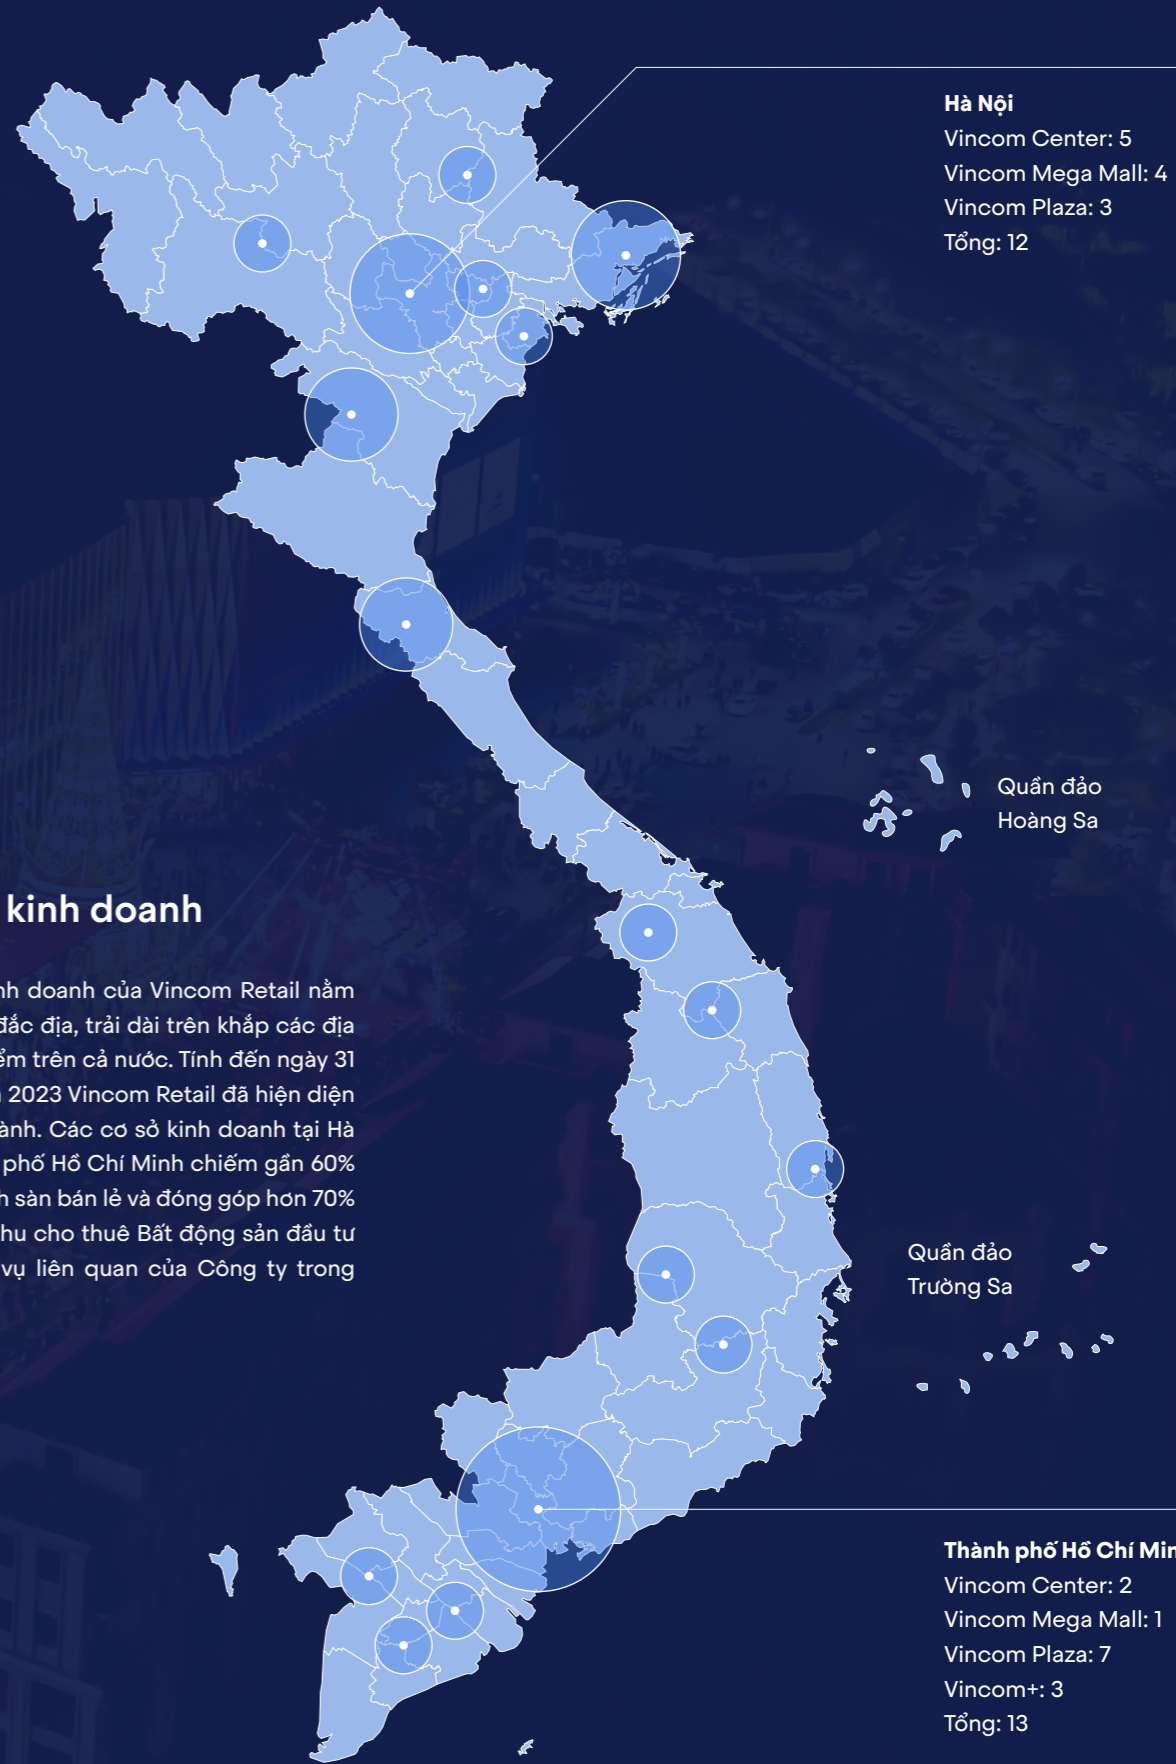 Hà Nội
Vincom Center: 5
Vincom Mega Mall: 4
Vincom Plaza: 3
Tổng: 12
Quần đảo
Hoàng Sa
kinh doanh
nh doanh của Vincom Retail nằm
đắc địa, trải dài trên khắp các địa
ểm trên cả nước. Tính đến ngày 31
2023 Vincom Retail đã hiện diện
ành. Các cơ sở kinh doanh tại Hà
phố Hồ Chí Minh chiếm gần 60%
h sàn bán lẻ và đóng góp hơn 70%
hu cho thuê Bất động sản đầu tư
vụ liên quan của Công ty trong
Quần đảo
Trường Sa
Thành phố Hồ Chí Min
Vincom Center: 2
Vincom Mega Mall: 1
Vincom Plaza: 7
Vincom+: 3
Tổng: 13